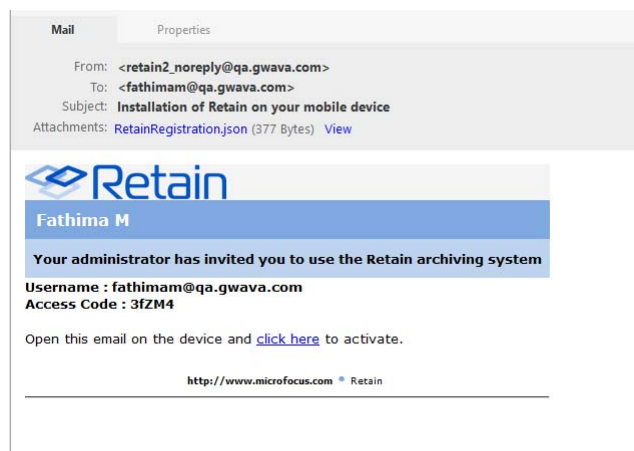 Mail Properties
From: <retain2_noreply@qa.gwava.com>
To: <fathimam@qa.gwava.com>
Subject: Installation of Retain on your mobile device
Attachments: RetainRegistration.json (377 Bytes) View
Retain
Fathima M
Your administrator has invited you to use the Retain archiving system
Username : fathimam@qa.gwava.com
Access Code : 3fZM4
Open this email on the device and click here to activate.
http://www.microfocus.com Retain